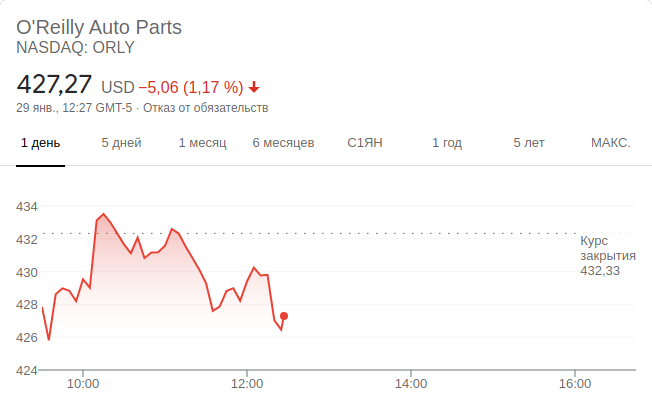 O'Reilly Auto Parts
NASDAQ: ORLY
427,27 USD −5,06 (1,17 %)
29 янв., 12:27 GMT-5 · Отказ от обязательств
1 день 5 дней 1 месяц 6 месяцев С1ЯН 1 год 5 лет МАКС.
434
432
430
428
426
424
Курс
закрытия
432,33
10:00 12:00 14:00 16:00